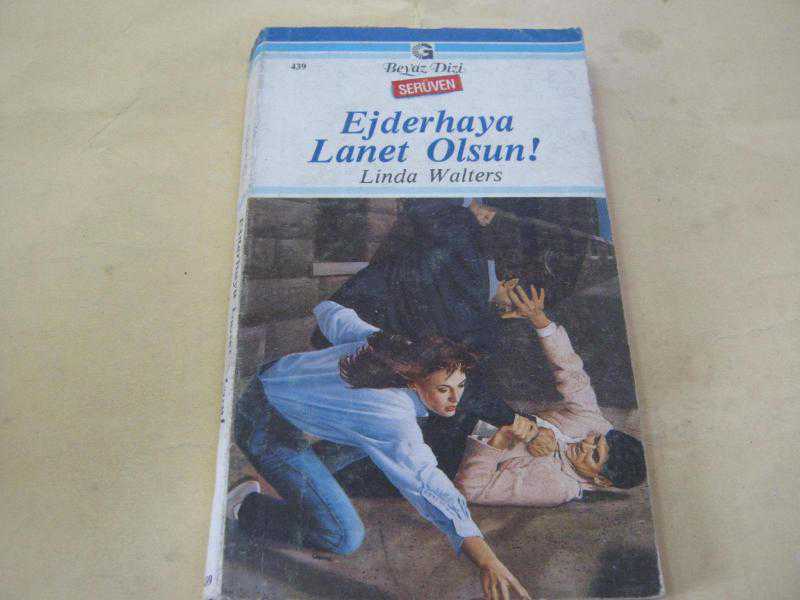 G
439
Beyaz Dizi
SERÜVEN
Ejderhaya
Lanet Olsun!
Linda Walters